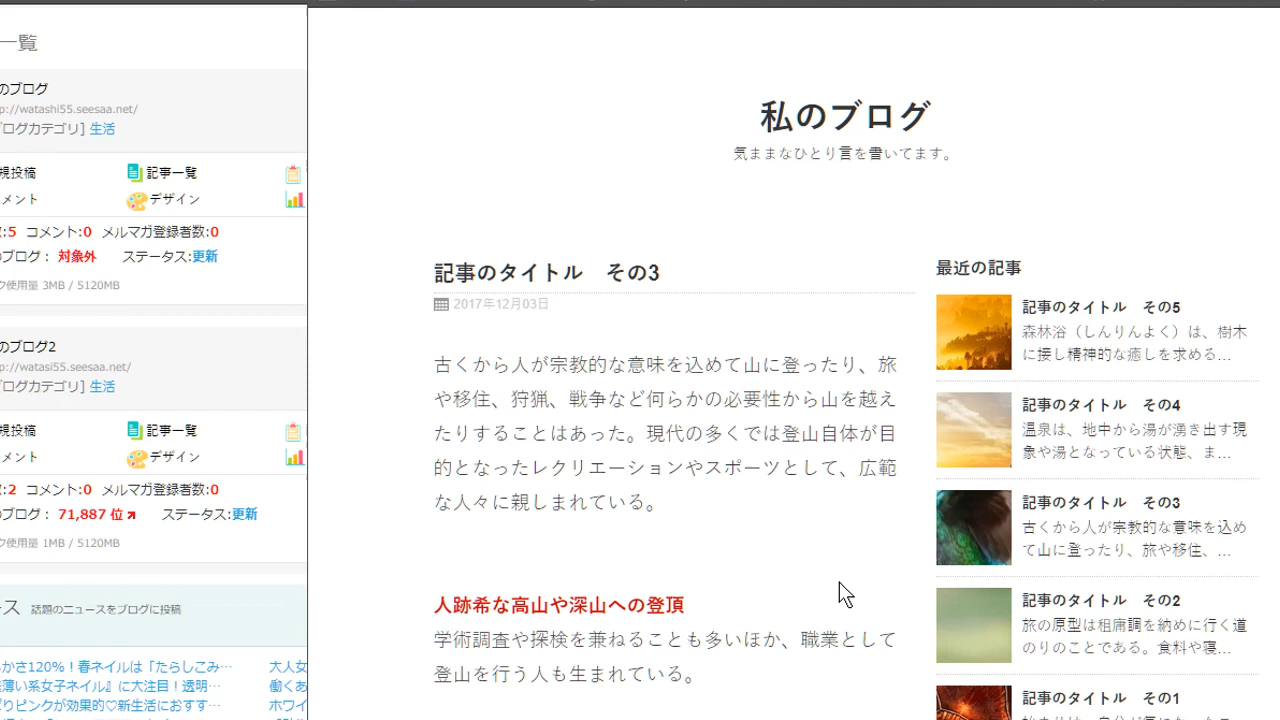 一覧
のブログ
p://watashi55.seesaa.net/
ブログカテゴリ] 生活
規投稿 記事一覧
メント デザイン
:5 コメント:0 メルマガ登録者数:0
のブログ： 対象外 ステータス:更新
ク使用量 3MB / 5120MB
のブログ2
p://watasi55.seesaa.net/
ブログカテゴリ] 生活
規投稿 記事一覧
メント デザイン
:2 コメント:0 メルマガ登録者数:0
のブログ： 71,887 位 ステータス:更新
ク使用量 1MB / 5120MB
ース 話題のニュースをブログに投稿
かさ120%！春ネイルは「たらしこみ… 大人女
薄い系女子ネイル』に大注目！透明… 働くあ
ぎりピンクが効果的♡新生活におすす… ホワイ
私のブログ
気ままなひとり言を書いてます。
記事のタイトル　その3
2017年12月03日
古くから人が宗教的な意味を込めて山に登ったり、旅
や移住、狩猟、戦争など何らかの必要性から山を越え
たりすることはあった。現代の多くでは登山自体が目
的となったレクリエーションやスポーツとして、広範
な人々に親しまれている。
人跡希な高山や深山への登頂
学術調査や探検を兼ねることも多いほか、職業として
登山を行う人も生まれている。
最近の記事
記事のタイトル　その5
森林浴（しんりんよく）は、樹木
に接し精神的な癒しを求める...
記事のタイトル　その4
温泉は、地中から湯が湧き出す現
象や湯となっている状態、ま...
記事のタイトル　その3
古くから人が宗教的な意味を込め
て山に登ったり、旅や移住、...
記事のタイトル　その2
旅の原型は租庸調を納めに行く道
のりのことである。食料や寝...
記事のタイトル　その1